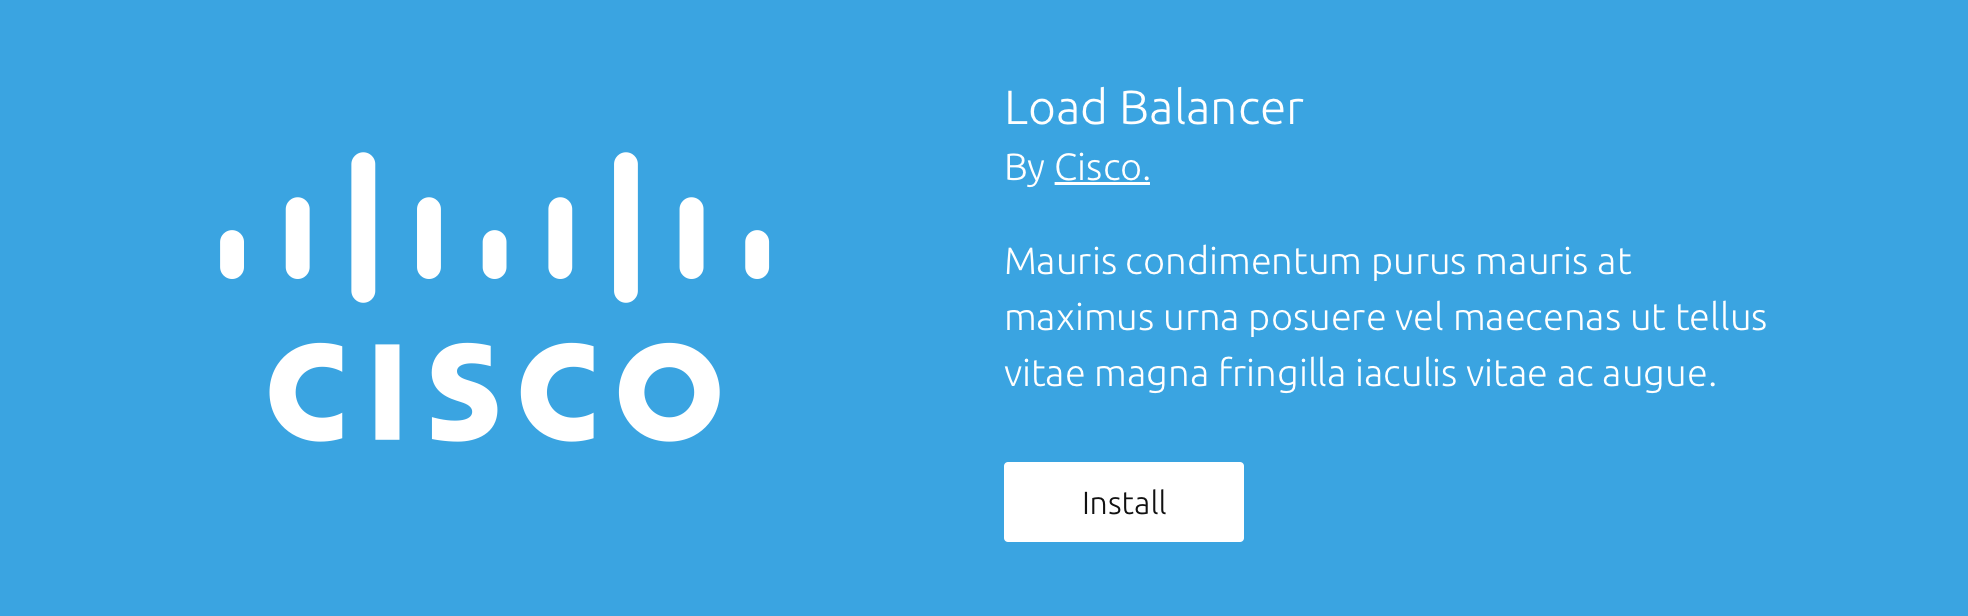 CISCO
Load Balancer
By Cisco.
Mauris condimentum purus mauris at
maximus urna posuere vel maecenas ut tellus
vitae magna fringilla iaculis vitae ac augue.
Install